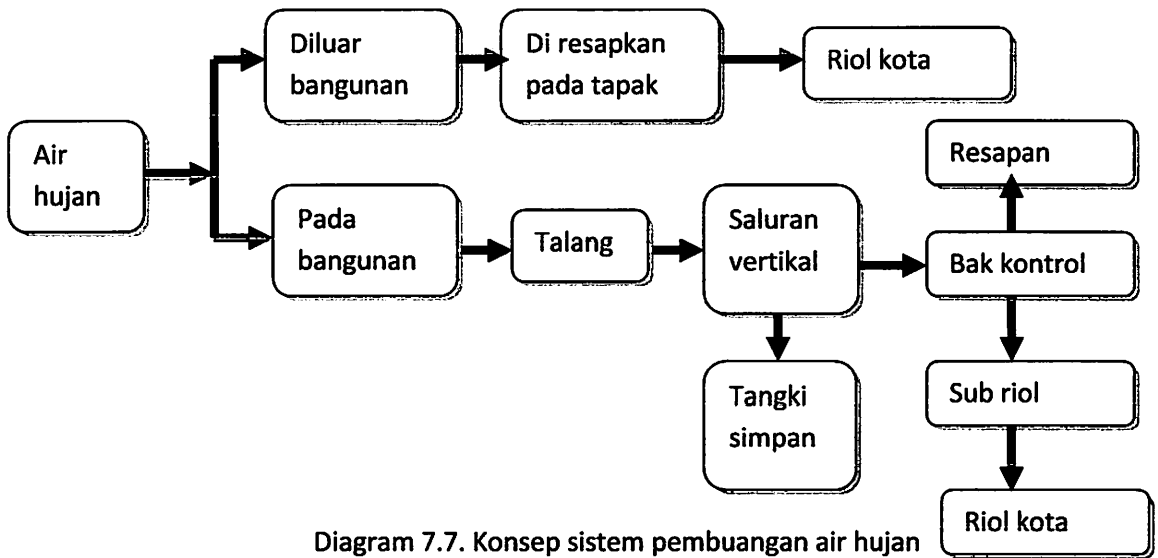 Air
hujan
Diluar
bangunan
Di resapkan
pada tapak
Riol kota
Pada
bangunan
Talang
Saluran
vertikal
Resapan
Bak kontrol
Tangki
simpan
Sub riol
Riol kota
Diagram 7.7. Konsep sistem pembuangan air hujan